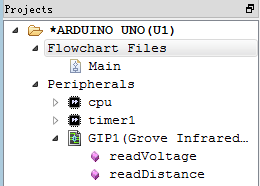 Projects
*ARDUINO UNO(U1)
Flowchart Files
Main
Peripherals
cpu
timer1
GIP1(Grove Infrared...
readVoltage
readDistance